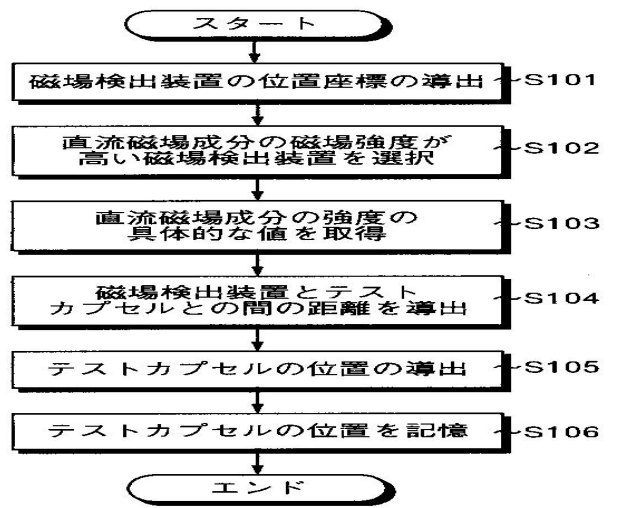 スタート
磁場検出装置の位置座標の導出 S101
直流磁場成分の磁場強度が
高い磁場検出装置を選択 S102
直流磁場成分の強度の
具体的な値を取得 S103
磁場検出装置とテスト
カプセルとの間の距離を導出 S104
テストカプセルの位置の導出 S105
テストカプセルの位置を記憶 S106
エンド